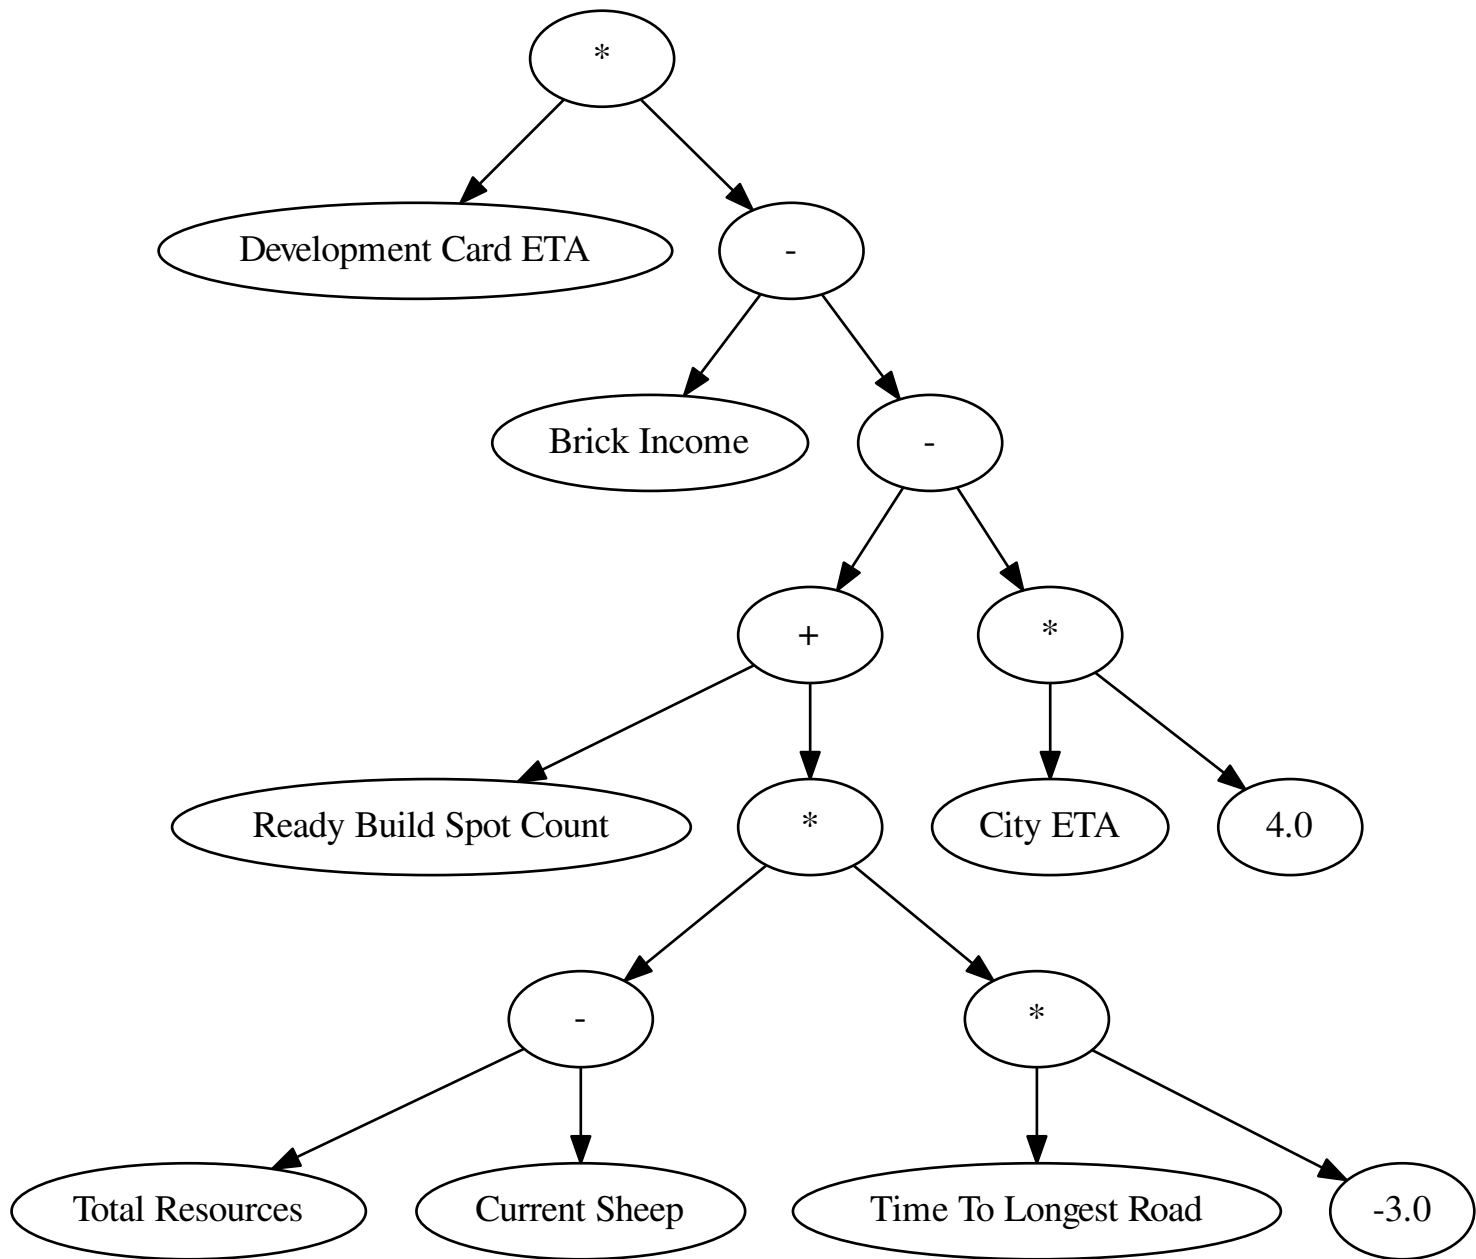 *
Development Card ETA
-
Brick Income
-
+
*
Ready Build Spot Count
*
City ETA
4.0
-
*
Total Resources
Current Sheep
Time To Longest Road
-3.0